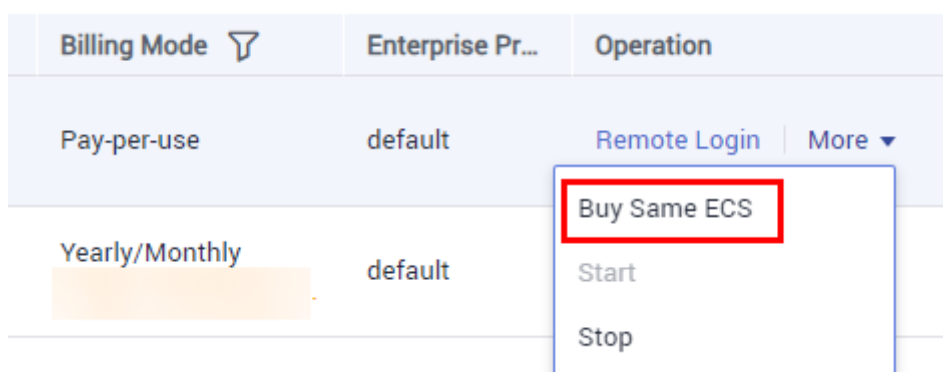 Billing Mode Enterprise Pr... Operation
Pay-per-use default Remote Login More
Buy Same ECS
Yearly/Monthly
default
Start
Stop